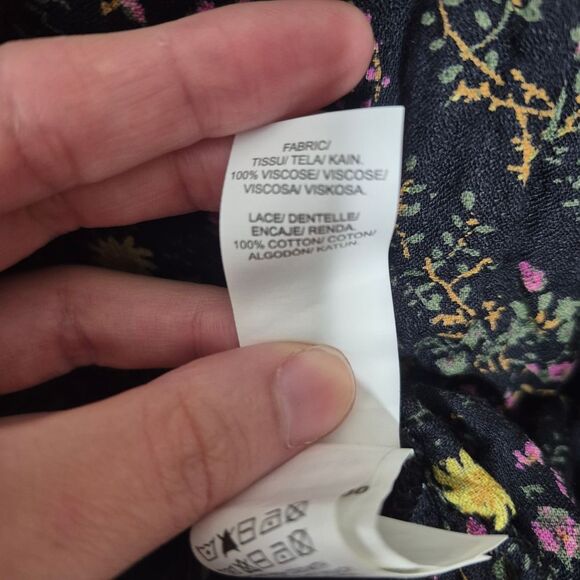 FABRIC/
TISSU/ TELA/ KAIN.
100% VISCOSE/ VISCOSE/
VISCOSA/ VISKOSA.
LACE/ DENTELLE/
ENCAJE/ RENDA.
100% COTTON/ COTON/
ALGODÓN/ KATUN.